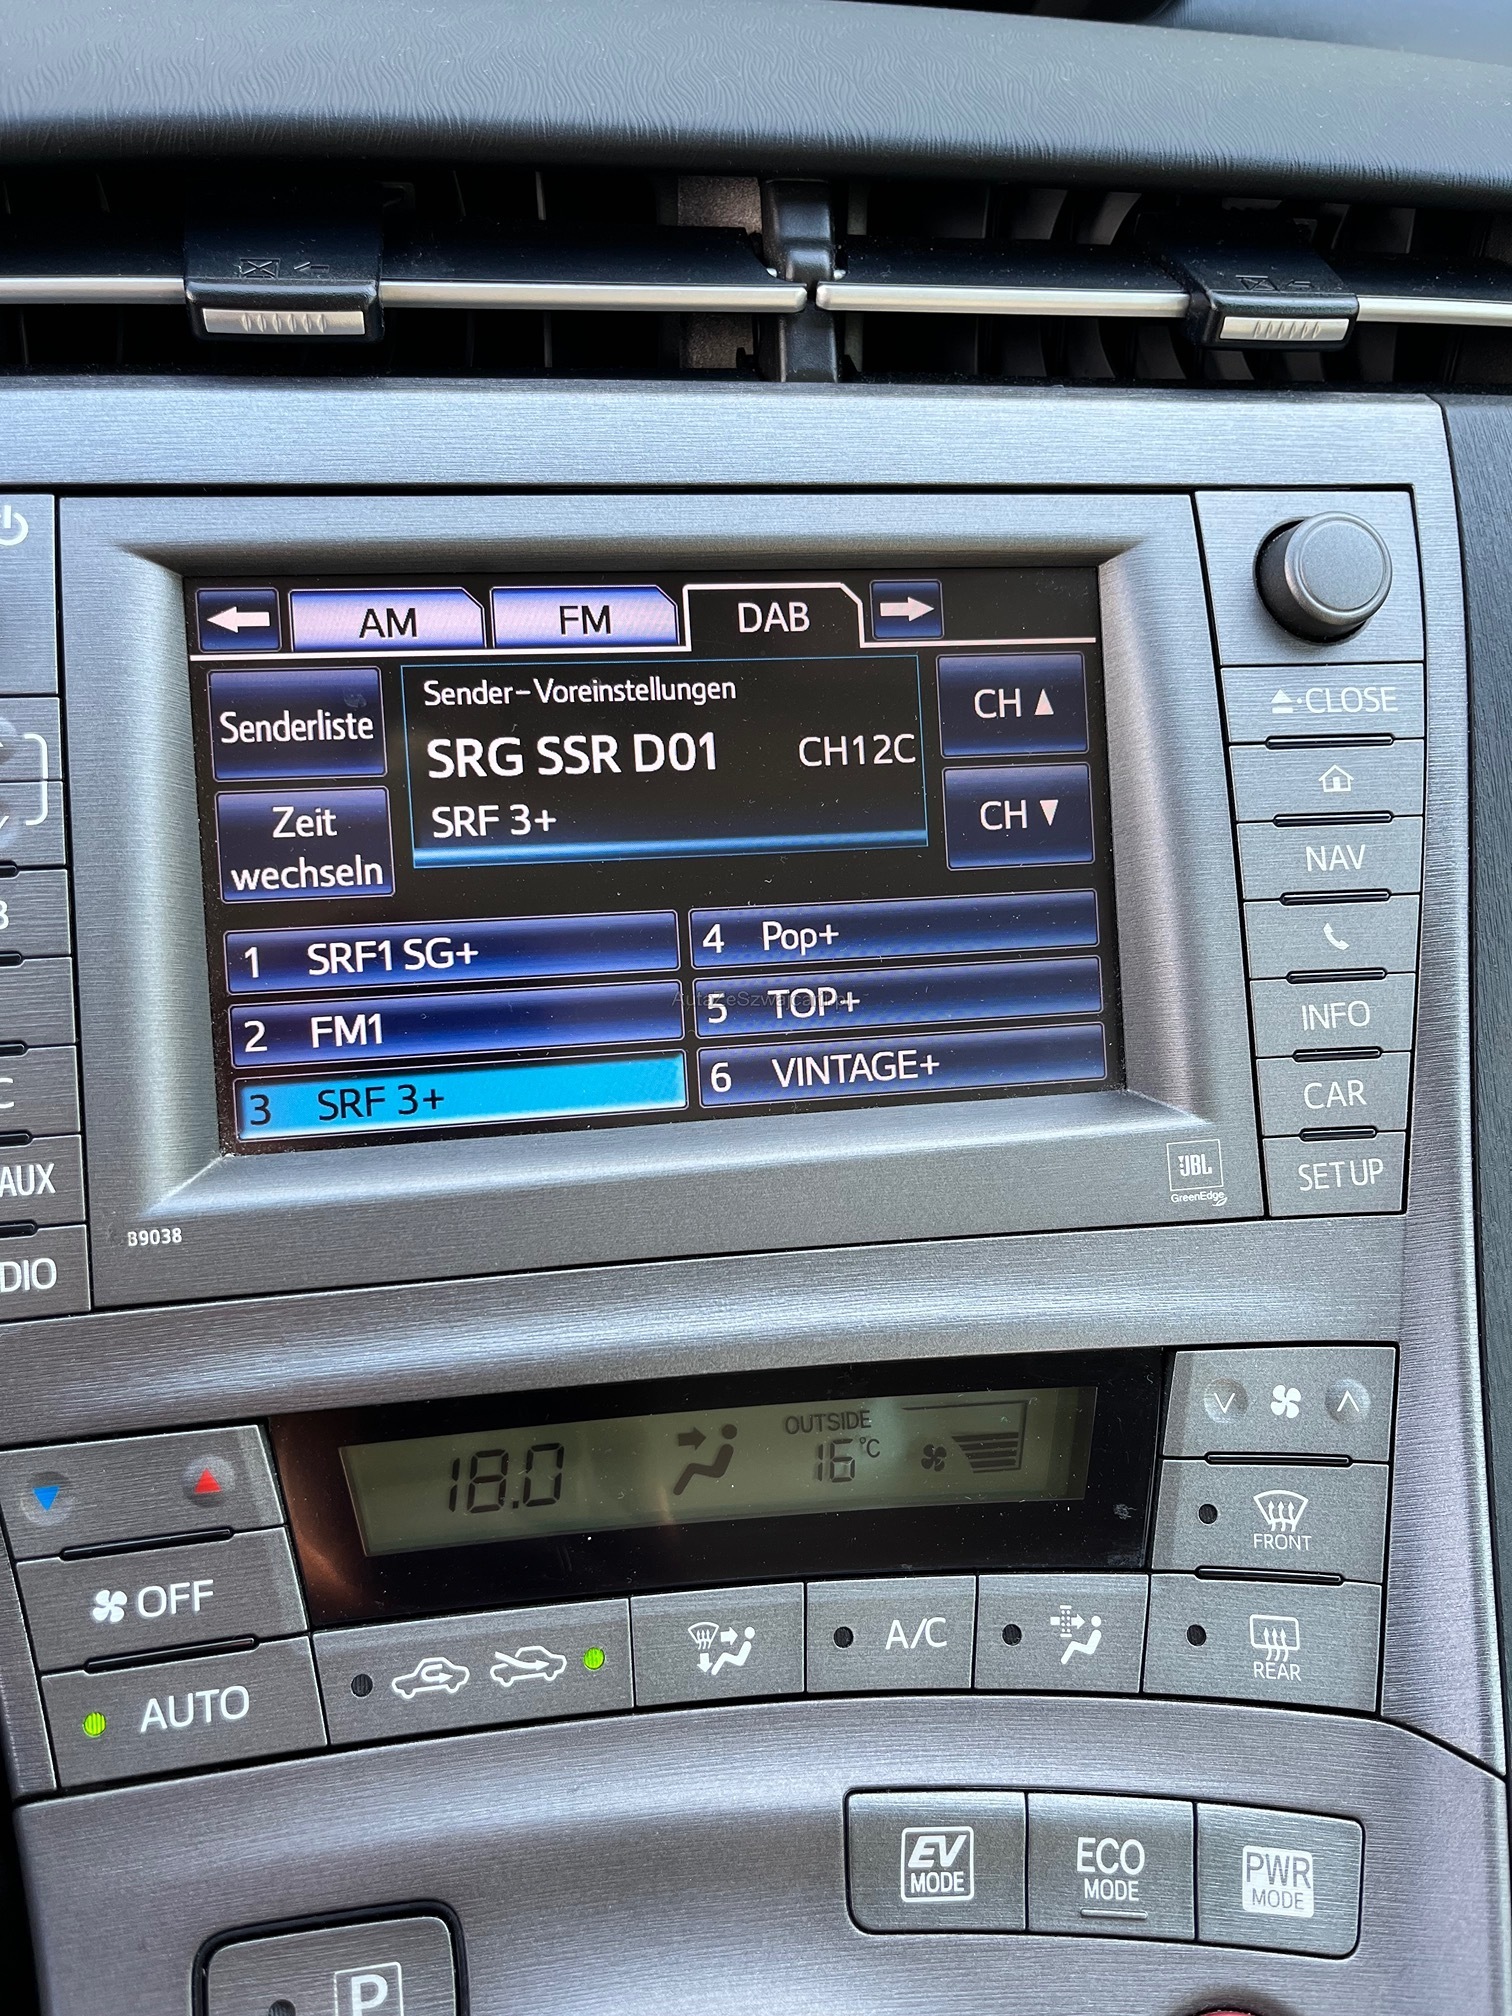 AM
FM
DAB
Senderliste
Sender-Voreinstellungen
SRG SSR D01
CH12C
SRF 3+
CH ▲
CH ▼
Zeit
wechseln
1 SRF1 SG+
2 FM1
3 SRF 3+
4 Pop+
5 TOP+
6 VINTAGE+
CLOSE
NAV
INFO
CAR
SETUP
AUX
DIO
B9038
JBL
GreenEdge
18.0
OUTSIDE
16°C
FRONT
OFF
A/C
REAR
AUTO
EV
MODE
ECO
MODE
PWR
MODE
P